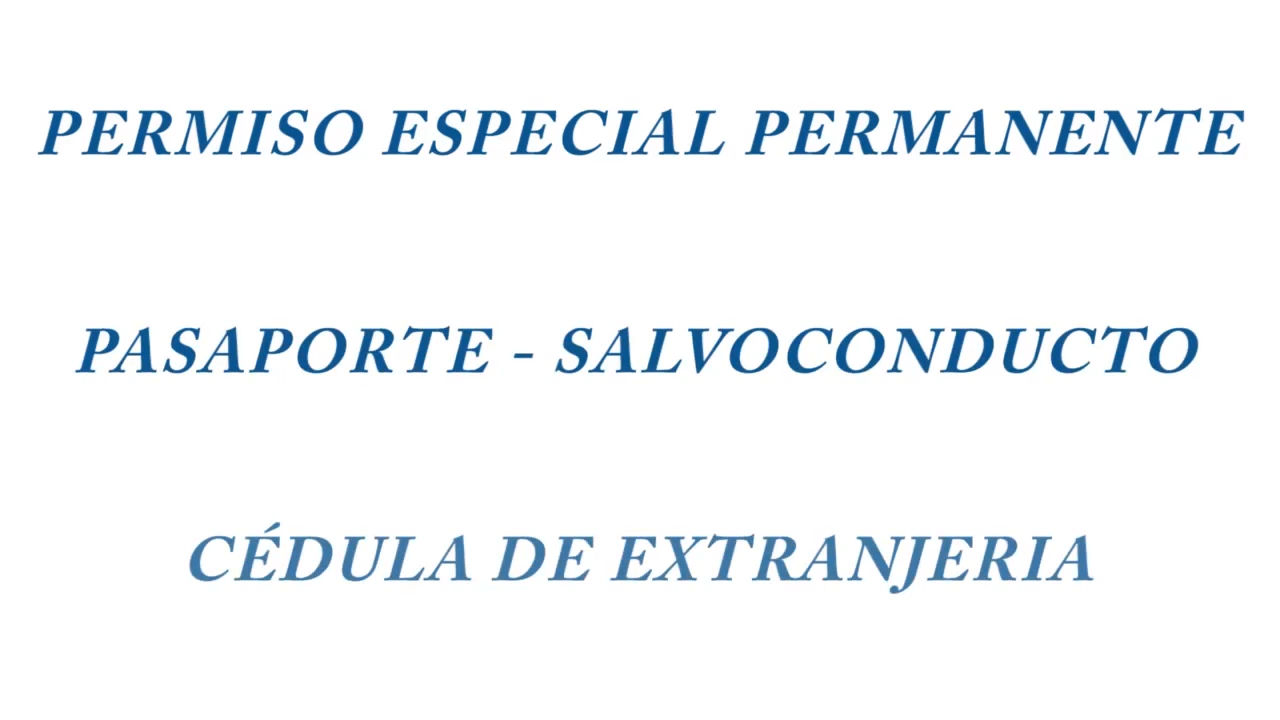 PERMISO ESPECIAL PERMANENTE
PASAPORTE - SALVOCONDUCTO
CÉDULA DE EXTRANJERIA